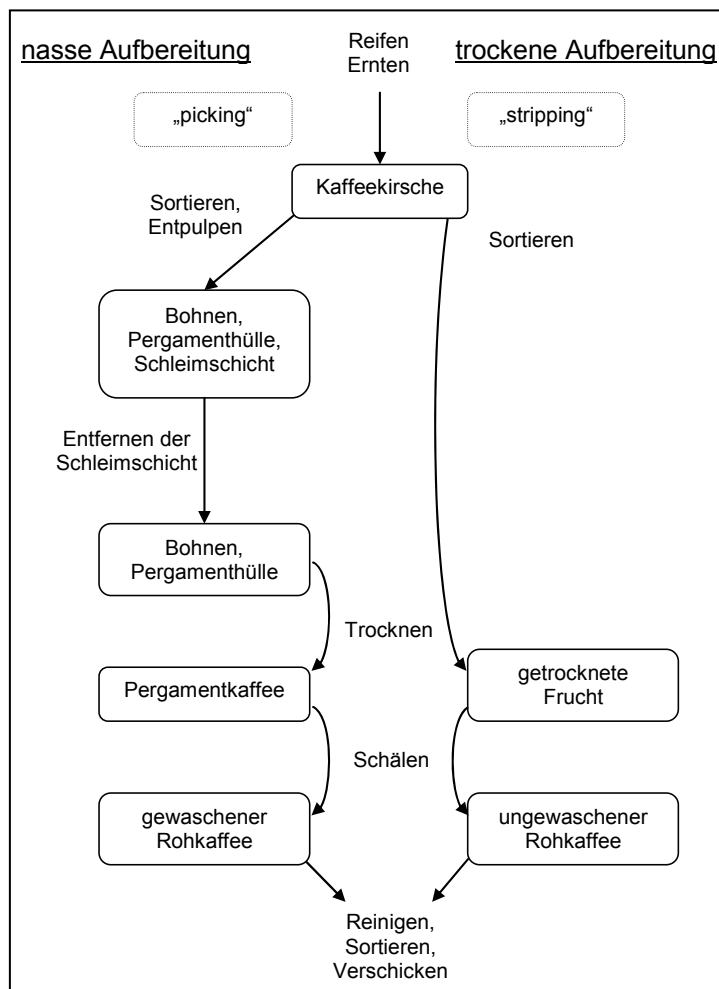 nasse Aufbereitung
Reifen
Ernten
trockene Aufbereitung
„picking“
„stripping“
Kaffeekirsche
Sortieren,
Entpulpen
Sortieren
Bohnen,
Pergamenthülle,
Schleimschicht
Entfernen der
Schleimschicht
Bohnen,
Pergamenthülle
Trocknen
Pergamentkaffee
getrocknete
Frucht
Schälen
gewaschener
Rohkaffee
ungewaschener
Rohkaffee
Reinigen,
Sortieren,
Verschicken